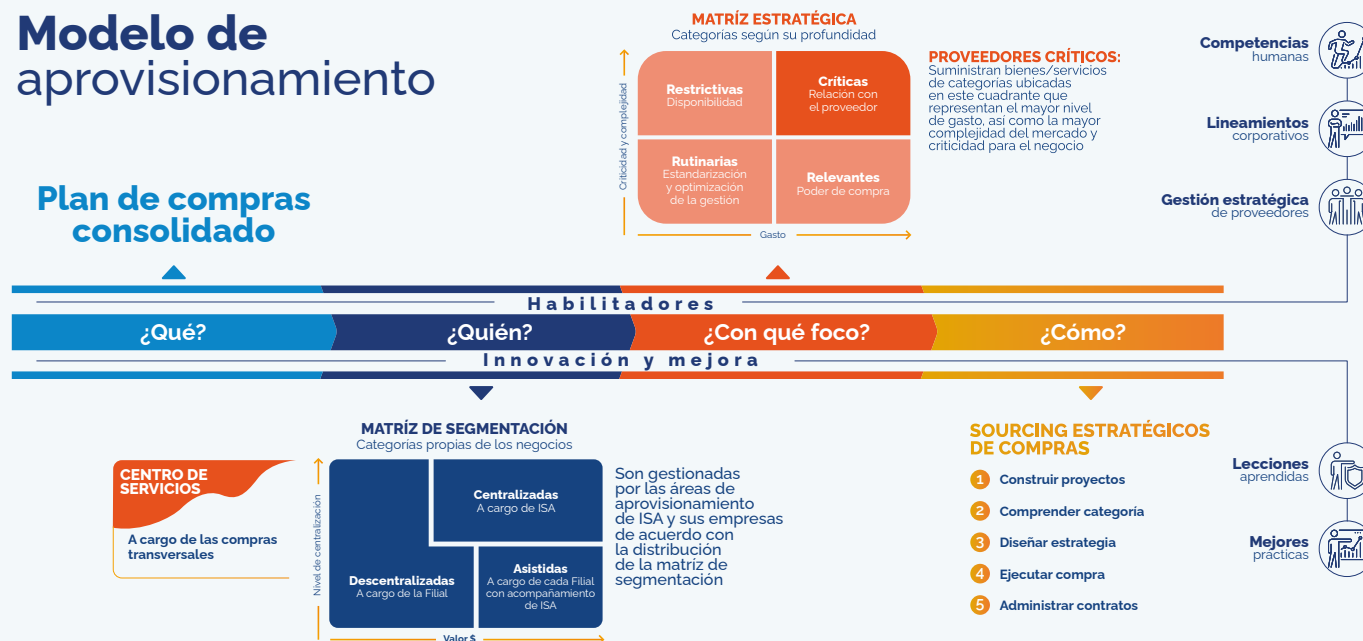 Modelo de
aprovisionamiento
Plan de compras
consolidado
MATRÍZ ESTRATÉGICA
Categorías según su profundidad
Criticidad y complejidad
Restrictivas
Disponibilidad
Críticas
Relación con
el proveedor
Rutinarias
Estandarización
y optimización
de la gestión
Relevantes
Poder de compra
Gasto
PROVEEDORES CRÍTICOS:
Suministran bienes/servicios
de categorías ubicadas
en este cuadrante que
representan el mayor nivel
de gasto, así como la mayor
complejidad del mercado y
criticidad para el negocio
Competencias
humanas
Lineamientos
corporativos
Gestión estratégica
de proveedores
Habilitadores
¿Qué?
¿Quién?
¿Con qué foco?
¿Cómo?
Innovación y mejora
CENTRO DE
SERVICIOS
A cargo de las compras
transversales
MATRÍZ DE SEGMENTACIÓN
Categorías propias de los negocios
Nivel de centralización
Centralizadas
A cargo de ISA
Descentralizadas
A cargo de la Filial
Asistidas
A cargo de cada Filial
con acompañamiento
de ISA
Valor $
Son gestionadas
por las áreas de
aprovisionamiento
de ISA y sus empresas
de acuerdo con
la distribución
de la matríz de
segmentación
SOURCING ESTRATÉGICOS
DE COMPRAS
1 Construir proyectos
2 Comprender categoría
3 Diseñar estrategia
4 Ejecutar compra
5 Administrar contratos
Lecciones
aprendidas
Mejores
prácticas